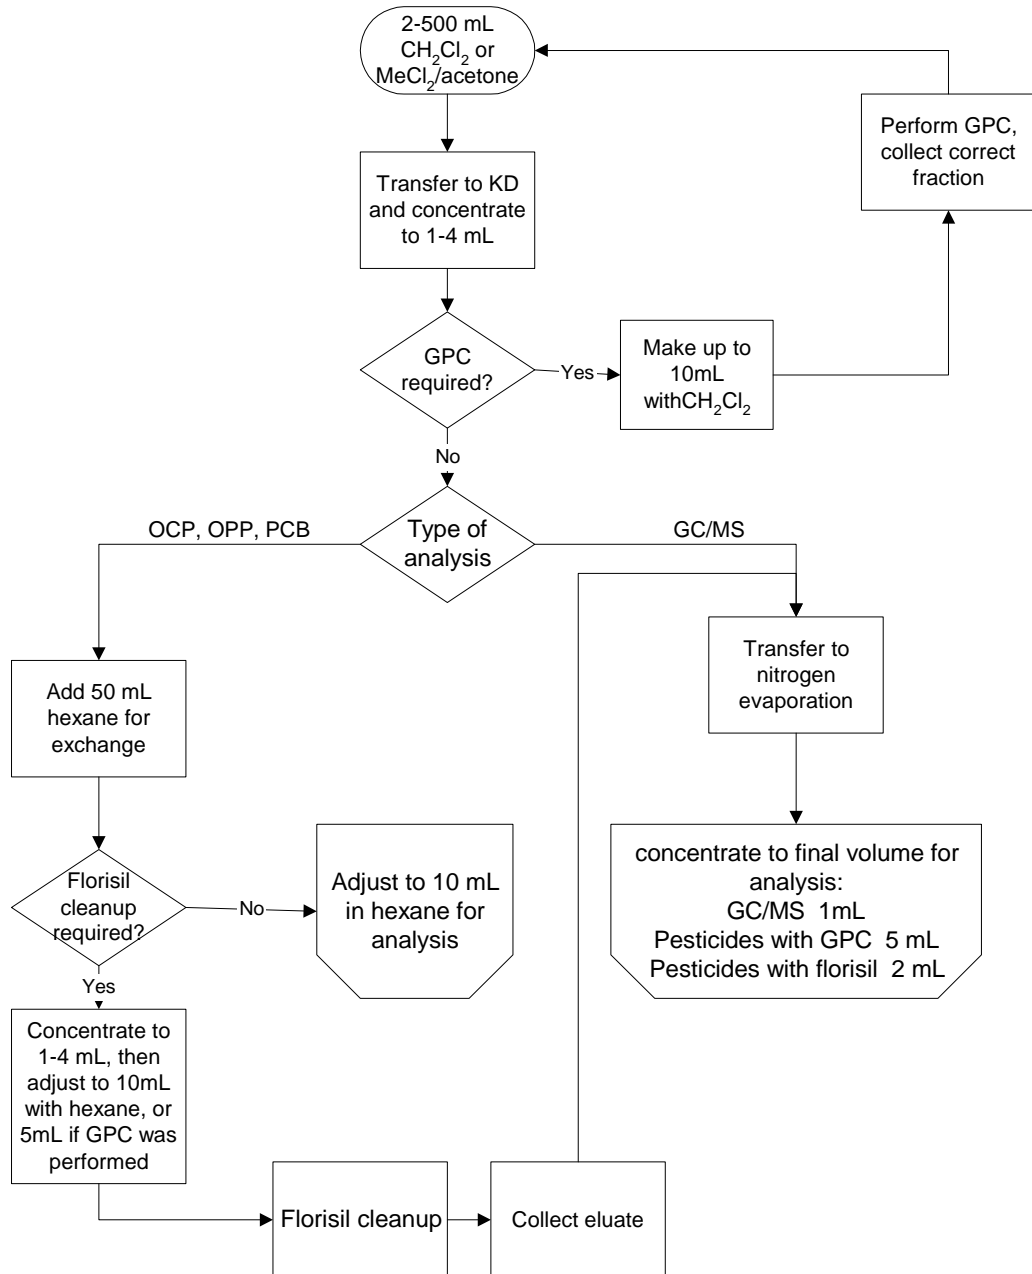 2-500 mL
CH₂Cl₂ or
MeCl₂/acetone
Perform GPC,
collect correct
fraction
Transfer to KD
and concentrate
to 1-4 mL
GPC
required?
Yes
Make up to
10mL
withCH₂Cl₂
No
Type of
analysis
OCP, OPP, PCB
GC/MS
Add 50 mL
hexane for
exchange
Transfer to
nitrogen
evaporation
Florisil
cleanup
required?
No
Adjust to 10 mL
in hexane for
analysis
concentrate to final volume for
analysis:
GC/MS  1mL
Pesticides with GPC  5 mL
Pesticides with florisil  2 mL
Yes
Concentrate to
1-4 mL, then
adjust to 10mL
with hexane, or
5mL if GPC was
performed
Florisil cleanup
Collect eluate